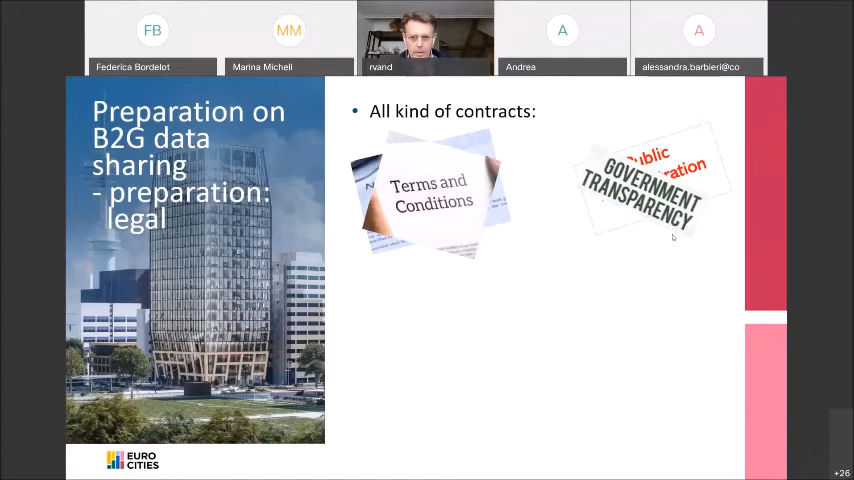 FB
MM
A
A
Federica Bordelot
Marina Micheli
rvand
Andrea
alessandra.barbieri@co
Preparation on
B2G data
sharing
- preparation:
legal
• All kind of contracts:
Terms and
Conditions
GOVERNMENT
TRANSPARENCY
EURO
CITIES
+26